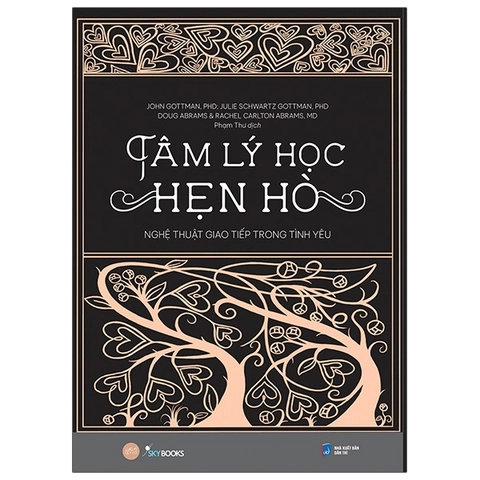 JOHN GOTTMAN, PHD; JULIE SCHWARTZ GOTTMAN, PHD
DOUG ABRAMS & RACHEL CARLTON ABRAMS, MD
Phạm Thư dịch
TÂM LÝ HỌC
HẸN HÒ
NGHỆ THUẬT GIAO TIẾP TRONG TÌNH YÊU
SKYBOOKS
NHÀ XUẤT BẢN
DÂN TRÍ